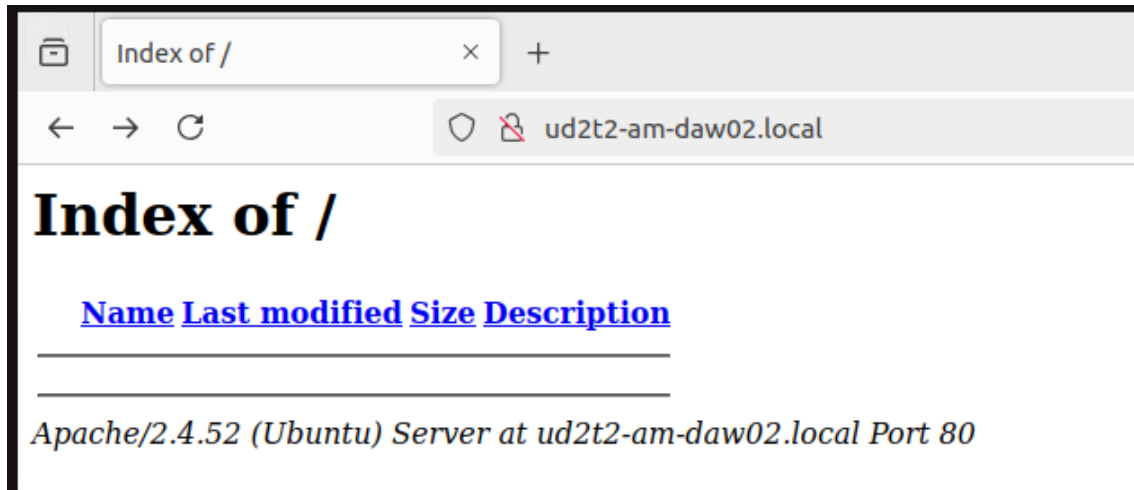 Index of /
ud2t2-am-daw02.local
Index of /
Name Last modified Size Description
Apache/2.4.52 (Ubuntu) Server at ud2t2-am-daw02.local Port 80